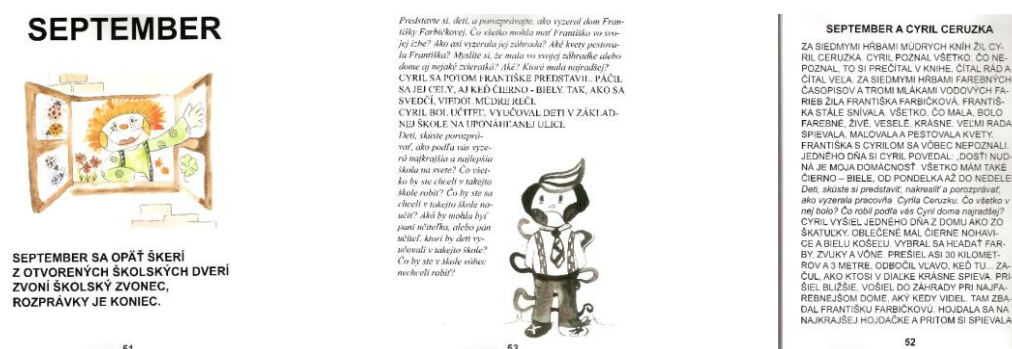 SEPTEMBER
SEPTEMBER SA OPÄŤ ŠKERÍ
Z OTVORENÝCH ŠKOLSKÝCH DVERÍ
ZVONÍ ŠKOLSKÝ ZVONEC,
ROZPRÁVKY JE KONIEC.
51
Predstavte si, deti, a porozprávajte, ako vyzeral dom Fran-
tišky Farbičkovej. Čo všetko mohla mať Františka vo svo-
jej izbe? Ako asi vyzerala jej záhrada? Aké kvety pestova-
la Františka? Myslíte si, že mala vo svojej záhradke alebo
dome aj nejaké zvieratká? Aké? Ktoré mala najradšej?
CYRIL SA POTOM FRANTIŠKE PREDSTAVIL. PÁČIL
SA JEJ CELÝ, AJ KEĎ ČIERNO - BIELY. TAK, AKO SA
SVEDČÍ, VIEDOL MÚDRE REČI.
CYRIL BOL UČITEĽ. VYUČOVAL DETI V ZÁKLAD-
NEJ ŠKOLE NA UPONÁHĽANEJ ULICI.
Deti, skúste porozprá-
vať, ako podľa vás vyze-
rá najkrajšia a najlepšia
škola na svete? Čo všet-
ko by ste chceli v takejto
škole robiť? Čo by ste sa
chceli v takejto škole na-
učiť? Aká by mohla byť
pani učiteľka, alebo pán
učiteľ, ktorí by deti vy-
učovali v takejto škole?
Čo by ste v škole vôbec
nechceli robiť?
53
SEPTEMBER A CYRIL CERUZKA
ZA SIEDMYMI HŔBAMI MÚDRYCH KNÍH ŽIL CY-
RIL CERUZKA. CYRIL POZNAL VŠETKO. ČO NE-
POZNAL, TO SI PREČÍTAL V KNIHE. ČÍTAL RÁD A
ČÍTAL VEĽA. ZA SIEDMYMI HŔBAMI FAREBNÝCH
ČASOPISOV A TROMI MLÁKAMI VODOVÝCH FA-
RIEB ŽILA FRANTIŠKA FARBIČKOVÁ. FRANTIŠ-
KA STÁLE SNÍVALA. VŠETKO, ČO MALA, BOLO
FAREBNÉ, ŽIVÉ, VESELÉ, KRÁSNE. VEĽMI RADA
SPIEVALA, MAĽOVALA A PESTOVALA KVETY.
FRANTIŠKA S CYRILOM SA VÔBEC NEPOZNALI.
JEDNÉHO DŇA SI CYRIL POVEDAL: „DOSŤ! NUD-
NÁ JE MOJA DOMÁCNOSŤ. VŠETKO MÁM TAKÉ
ČIERNO – BIELE, OD PONDELKA AŽ DO NEDELE!
Deti, skúste si predstaviť, nakresliť a porozprávať,
ako vyzerala pracovňa Cyrila Ceruzku. Čo všetko v
nej bolo? Čo robil podľa vás Cyril doma najradšej?
CYRIL VYŠIEL JEDNÉHO DŇA Z DOMU AKO ZO
ŠKATUĽKY. OBLEČENÉ MAL ČIERNE NOHAVI-
CE A BIELU KOŠEĽU. VYBRAL SA HĽADAŤ FAR-
BY, ZVUKY A VÔNE. PREŠIEL ASI 30 KILOMET-
ROV A 3 METRE, ODBOČIL VĽAVO, KEĎ TU... ZA-
ČUL, AKO KTOSI V DIAĽKE KRÁSNE SPIEVA. PRI-
ŠIEL BLIŽŠIE, VOŠIEL DO ZÁHRADY PRI NAJFA-
REBNEJŠOM DOME, AKÝ KEDY VIDEL. TAM ZBA-
DAL FRANTIŠKU FARBIČKOVÚ. HOJDALA SA NA
NAJKRAJŠEJ HOJDAČKE A PRITOM SI SPIEVALA
52